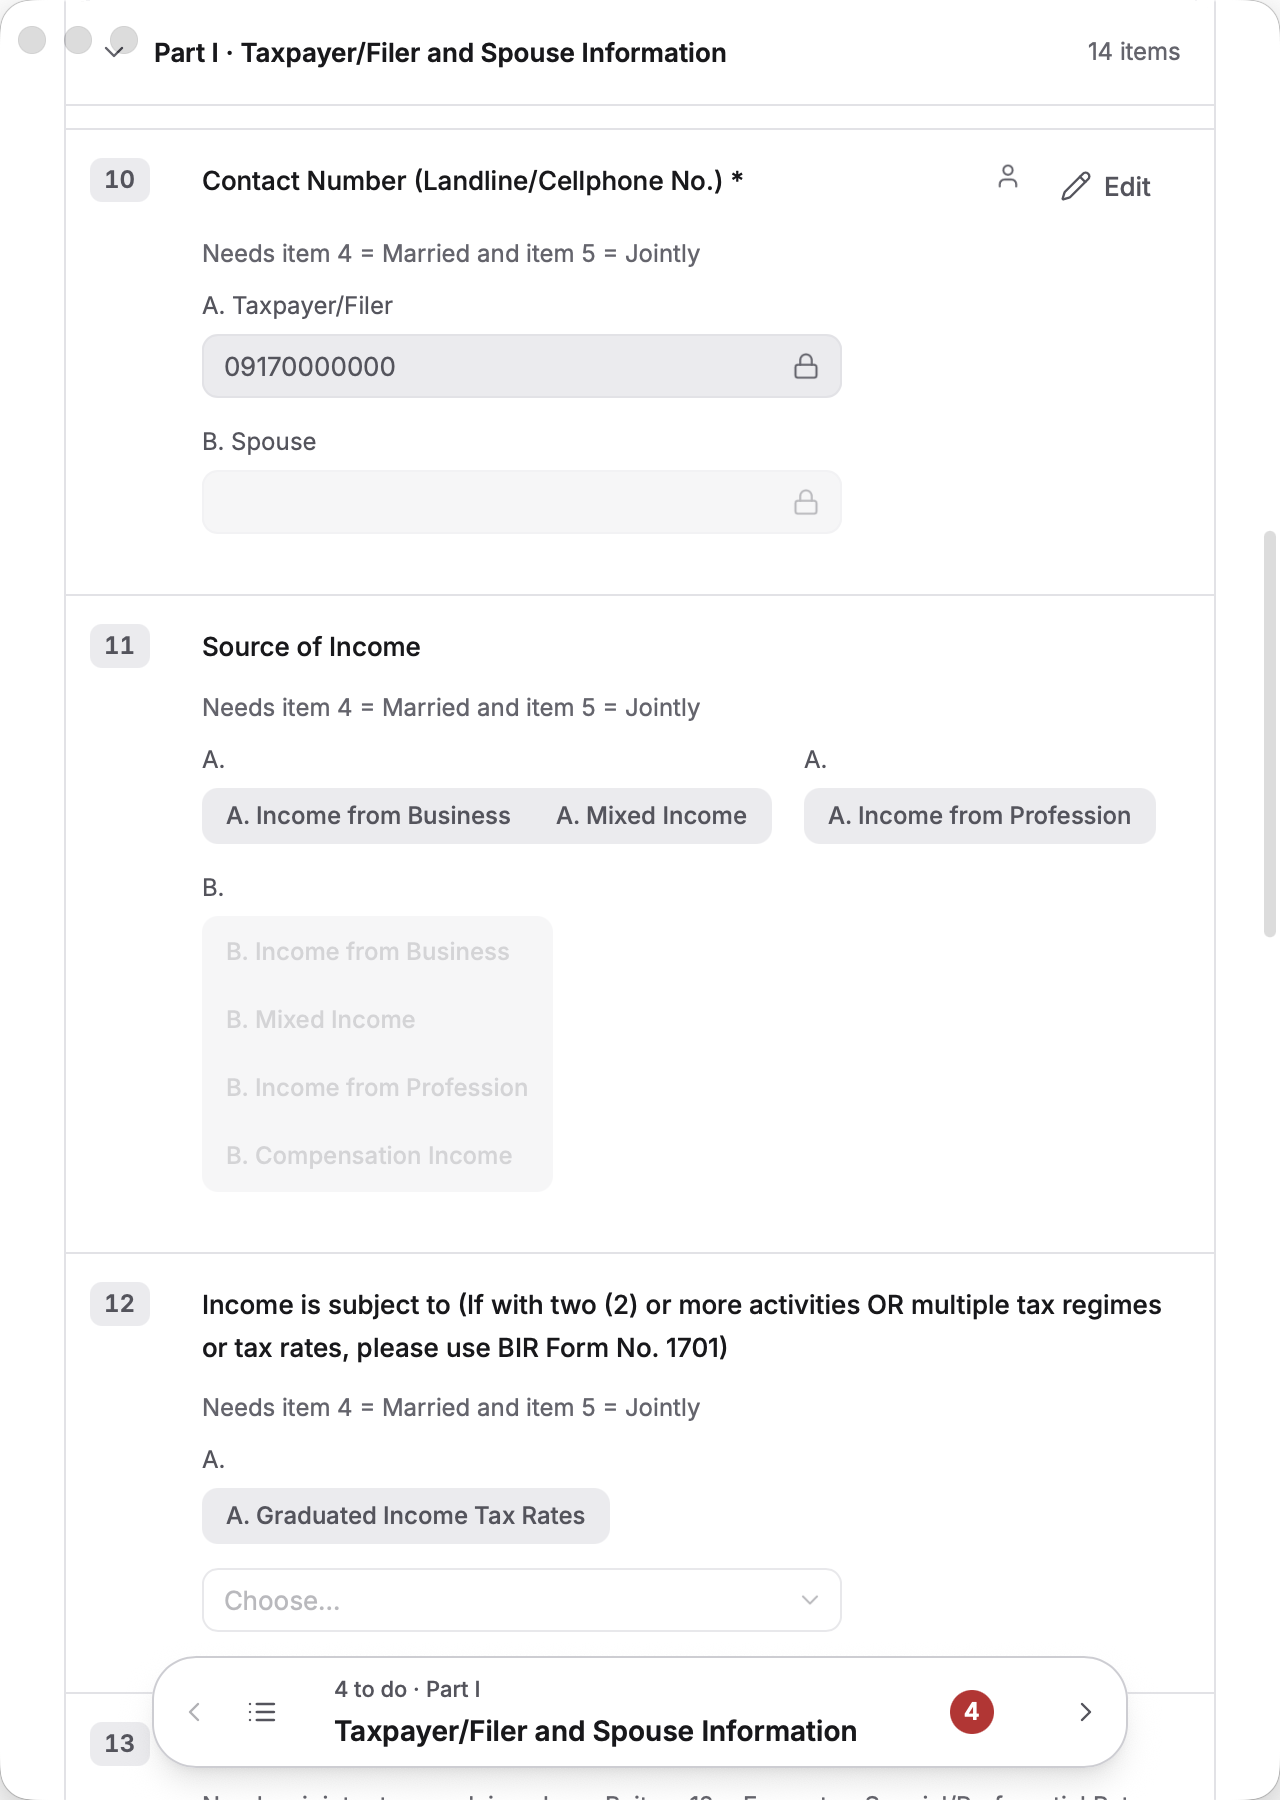 Part I · Taxpayer/Filer and Spouse Information
14 items
10
Contact Number (Landline/Cellphone No.) *
Edit
Needs item 4 = Married and item 5 = Jointly
A. Taxpayer/Filer
09170000000
B. Spouse
11
Source of Income
Needs item 4 = Married and item 5 = Jointly
A.
A. Income from Business
A. Mixed Income
A.
A. Income from Profession
B.
B. Income from Business
B. Mixed Income
B. Income from Profession
B. Compensation Income
12
Income is subject to (If with two (2) or more activities OR multiple tax regimes
or tax rates, please use BIR Form No. 1701)
Needs item 4 = Married and item 5 = Jointly
A.
A. Graduated Income Tax Rates
Choose...
4 to do · Part I
Taxpayer/Filer and Spouse Information
4
13